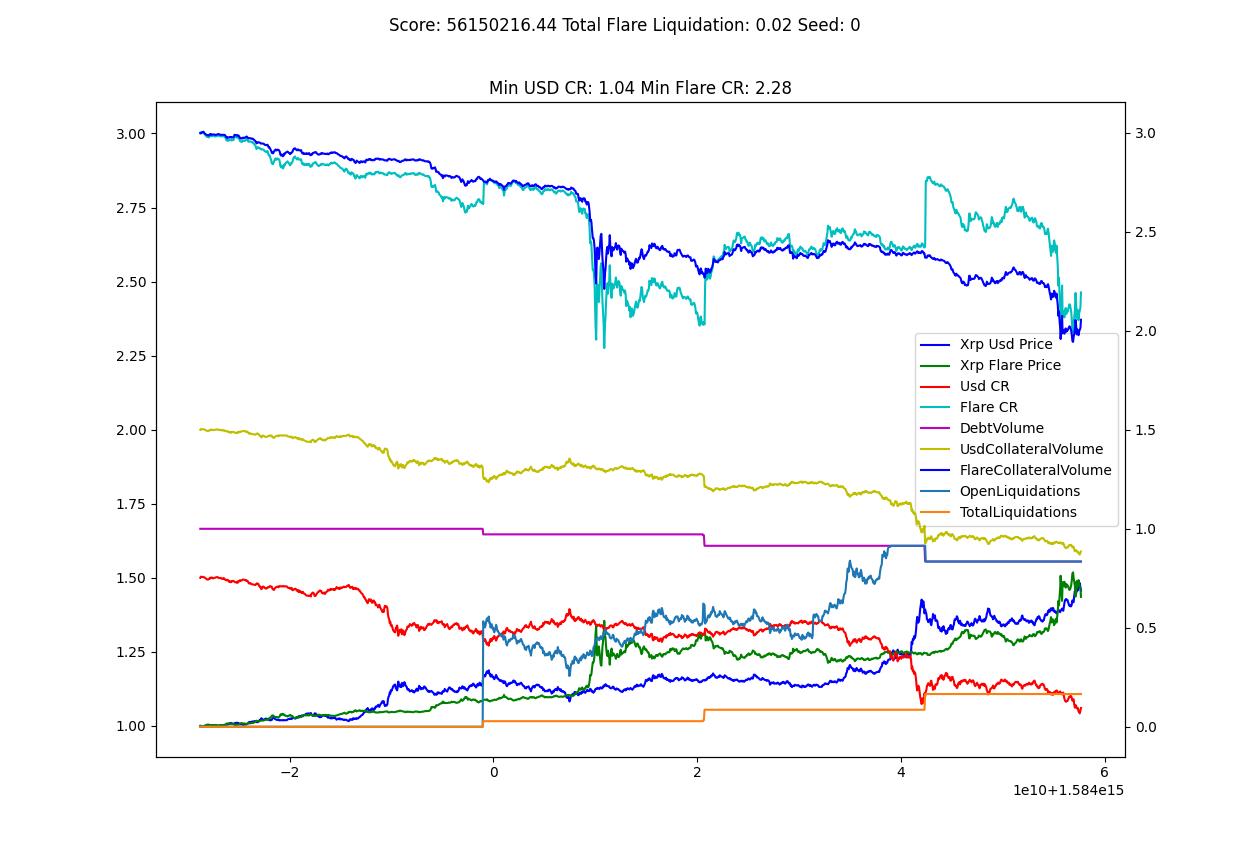 Score: 56150216.44 Total Flare Liquidation: 0.02 Seed: 0
Min USD CR: 1.04 Min Flare CR: 2.28
3.00
2.75
2.50
2.25
2.00
1.75
1.50
1.25
1.00
3.0
2.5
2.0
1.5
1.0
0.5
0.0
Xrp Usd Price
Xrp Flare Price
Usd CR
Flare CR
DebtVolume
UsdCollateralVolume
FlareCollateralVolume
OpenLiquidations
TotalLiquidations
−2 0 2 4 6
1e10+1.584e15